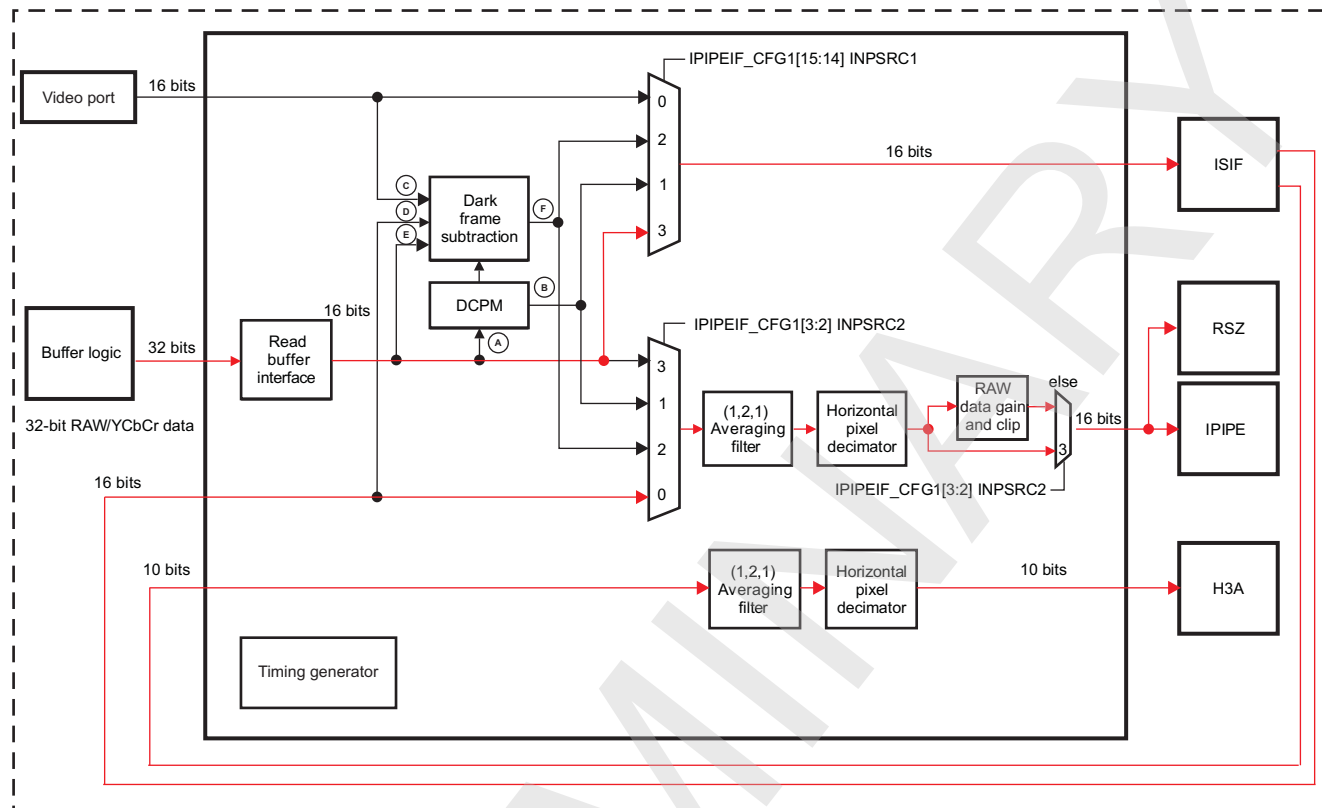 IPIPEIF_CFG1[15:14] INPSRC1
16 bits
Video port
0
2
1
3
16 bits
ISIF
C
D
E
Dark
frame
subtraction
F
DCPM
B
A
16 bits
Buffer logic
32 bits
Read
buffer
interface
32-bit RAW/YCbCr data
IPIPEIF_CFG1[3:2] INPSRC2
3
1
2
0
(1,2,1)
Averaging
filter
Horizontal
pixel
decimator
RAW
data gain
and clip
else
3
16 bits
IPIPEIF_CFG1[3:2] INPSRC2
RSZ
IPIPE
16 bits
10 bits
(1,2,1)
Averaging
filter
Horizontal
pixel
decimator
10 bits
H3A
Timing generator
MINARY